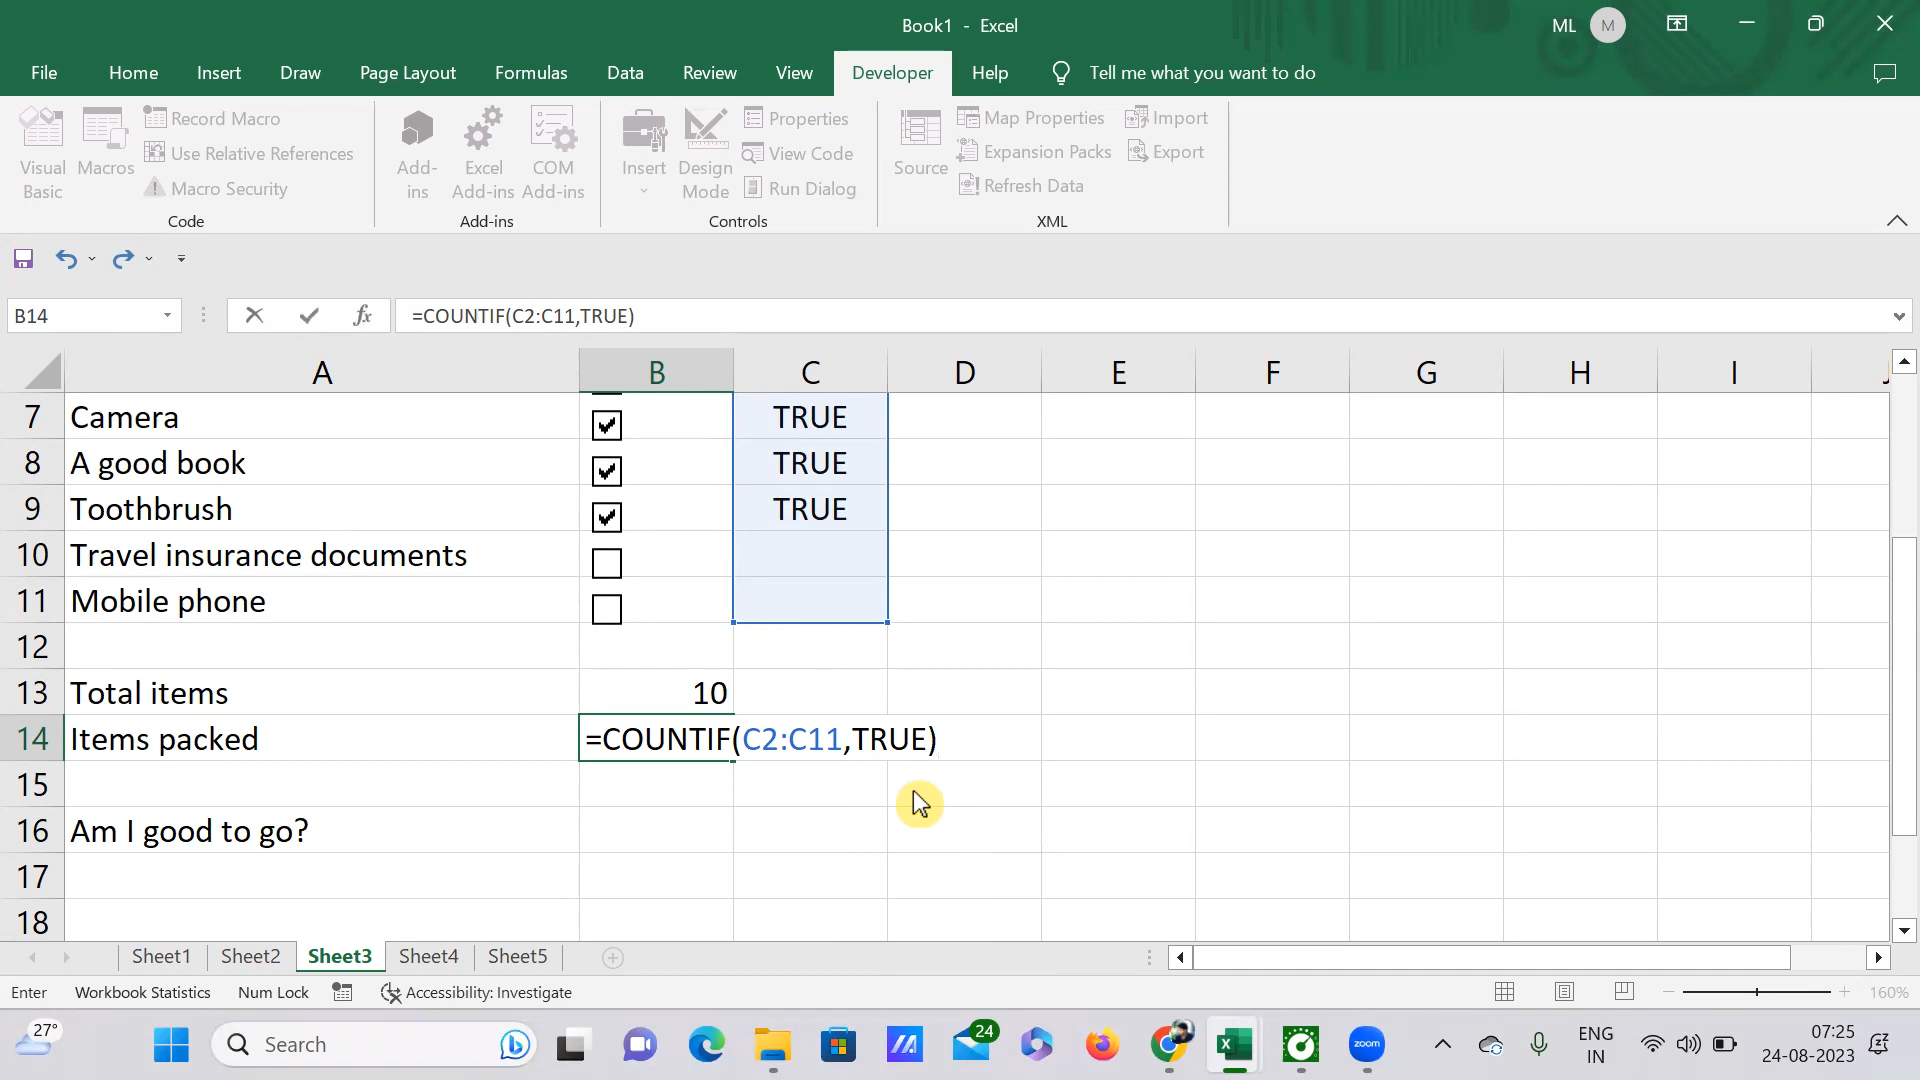 Book1 - Excel
ML M
File Home Insert Draw Page Layout Formulas Data Review View Developer Help Tell me what you want to do
Visual Basic
Macros
Record Macro
Use Relative References
Macro Security
Code
Add-ins
Excel Add-ins
COM Add-ins
Add-ins
Insert
Design Mode
Properties
View Code
Run Dialog
Controls
Source
Map Properties
Expansion Packs
Refresh Data
Import
Export
XML
B14 fx =COUNTIF(C2:C11,TRUE)
A B C D E F G H I
7 Camera TRUE
8 A good book TRUE
9 Toothbrush TRUE
10 Travel insurance documents
11 Mobile phone
12
13 Total items 10
14 Items packed =COUNTIF(C2:C11,TRUE)
15
16 Am I good to go?
17
18
Sheet1 Sheet2 Sheet3 Sheet4 Sheet5
Enter Workbook Statistics Num Lock Accessibility: Investigate 160%
27° Search 24 zoom ENG IN 07:25 24-08-2023